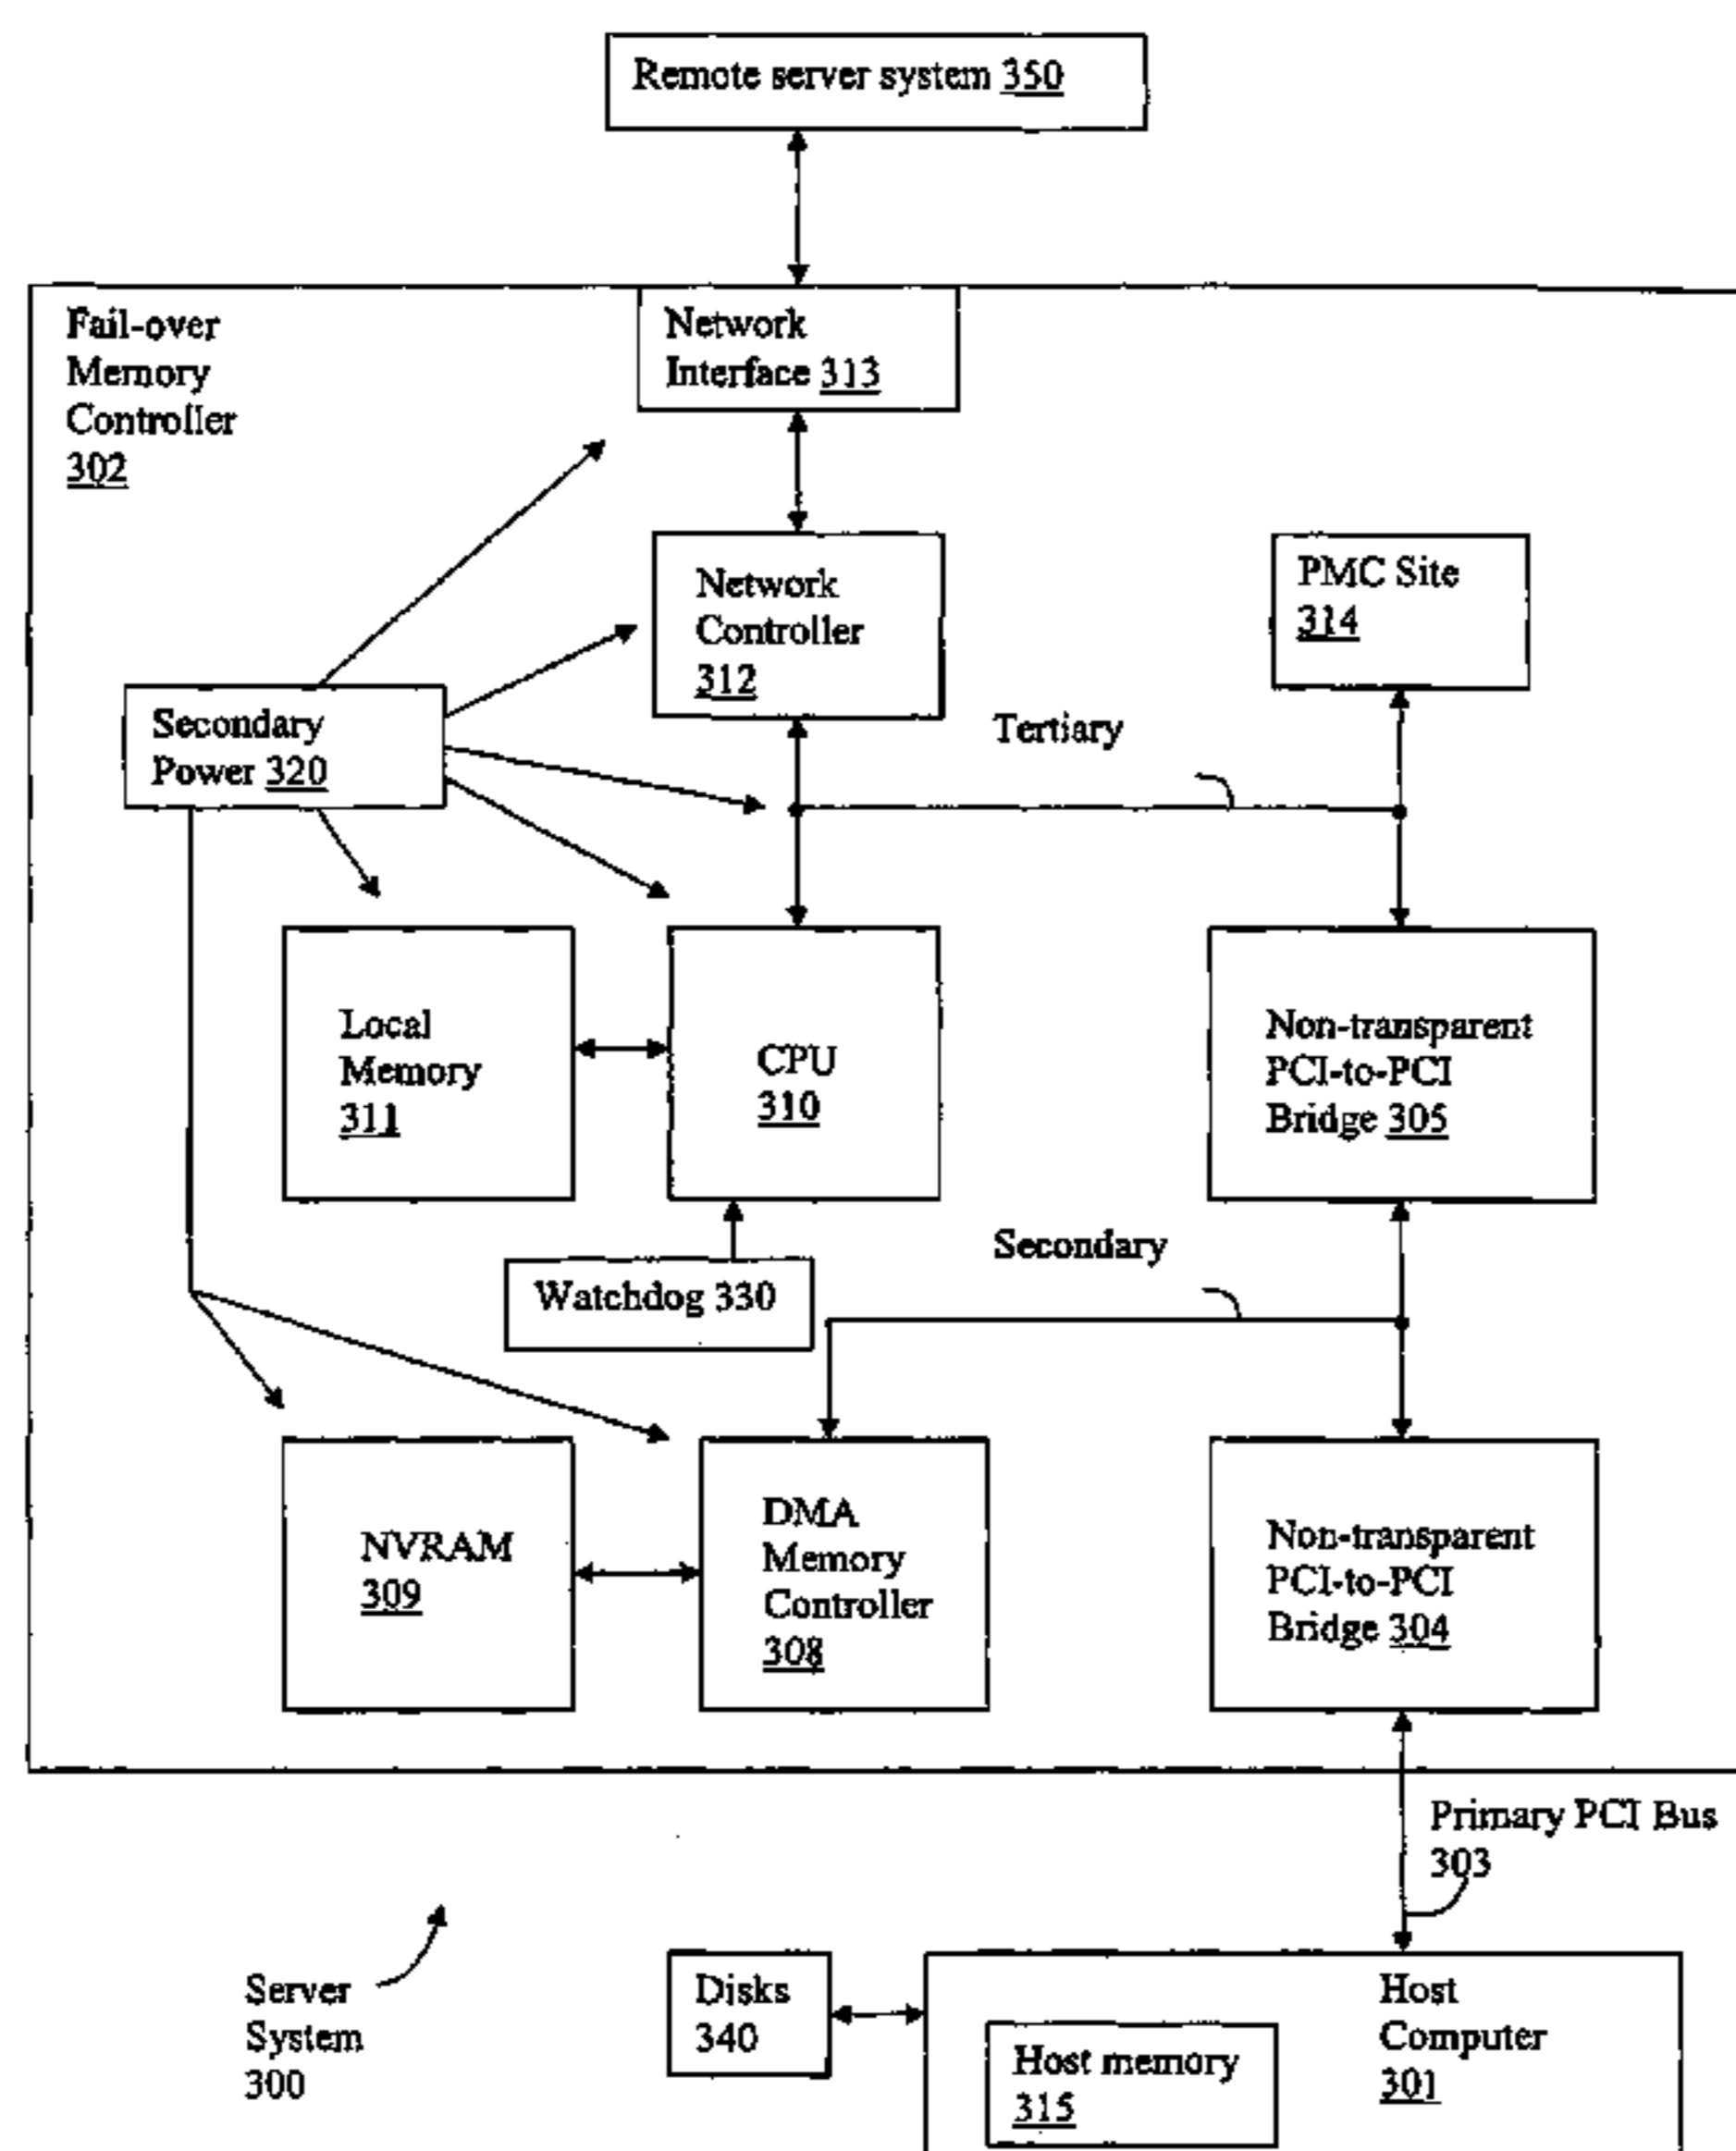 Remote server system 350
Fail-over
Memory
Controller
302
Network
Interface 313
Network
Controller
312
PMC Site
314
Secondary
Power 320
Tertiary
Local
Memory
311
CPU
310
Non-transparent
PCI-to-PCI
Bridge 305
Secondary
Watchdog 330
NVRAM
309
DMA
Memory
Controller
308
Non-transparent
PCI-to-PCI
Bridge 304
Primary PCI Bus
303
Server
System
300
Disks
340
Host memory
315
Host
Computer
301